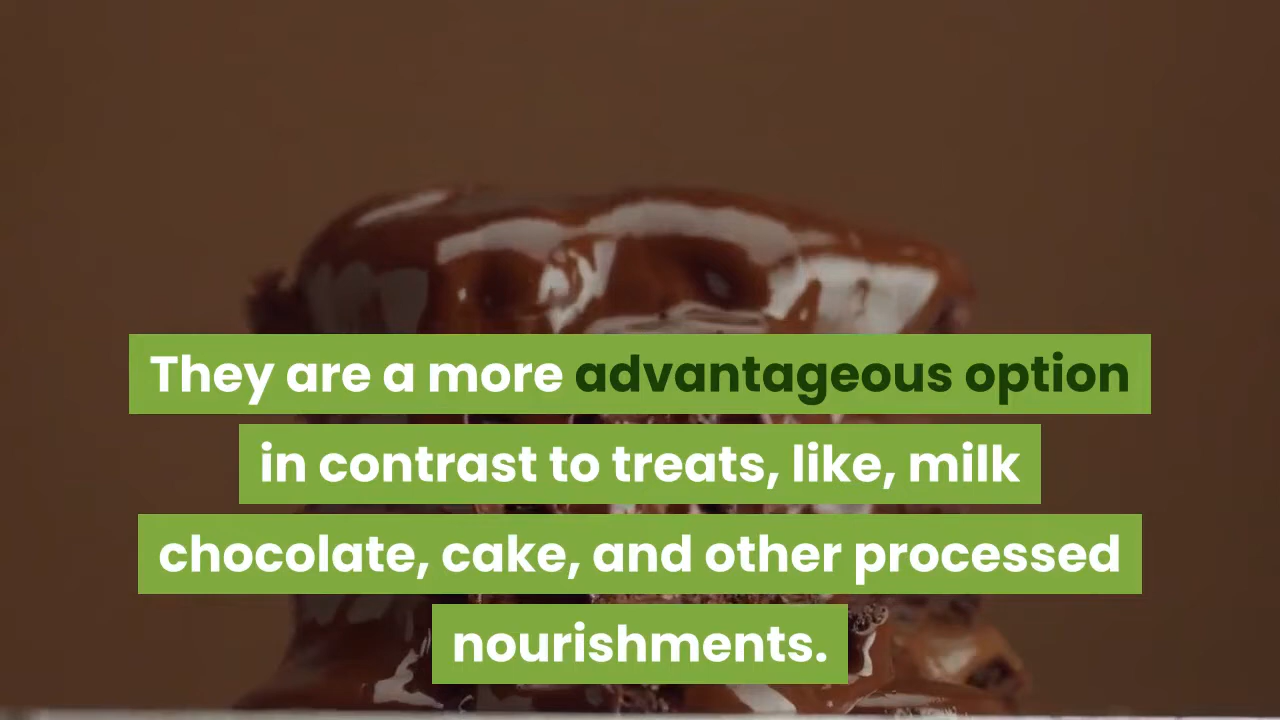 They are a more advantageous option
in contrast to treats, like, milk
chocolate, cake, and other processed
nourishments.